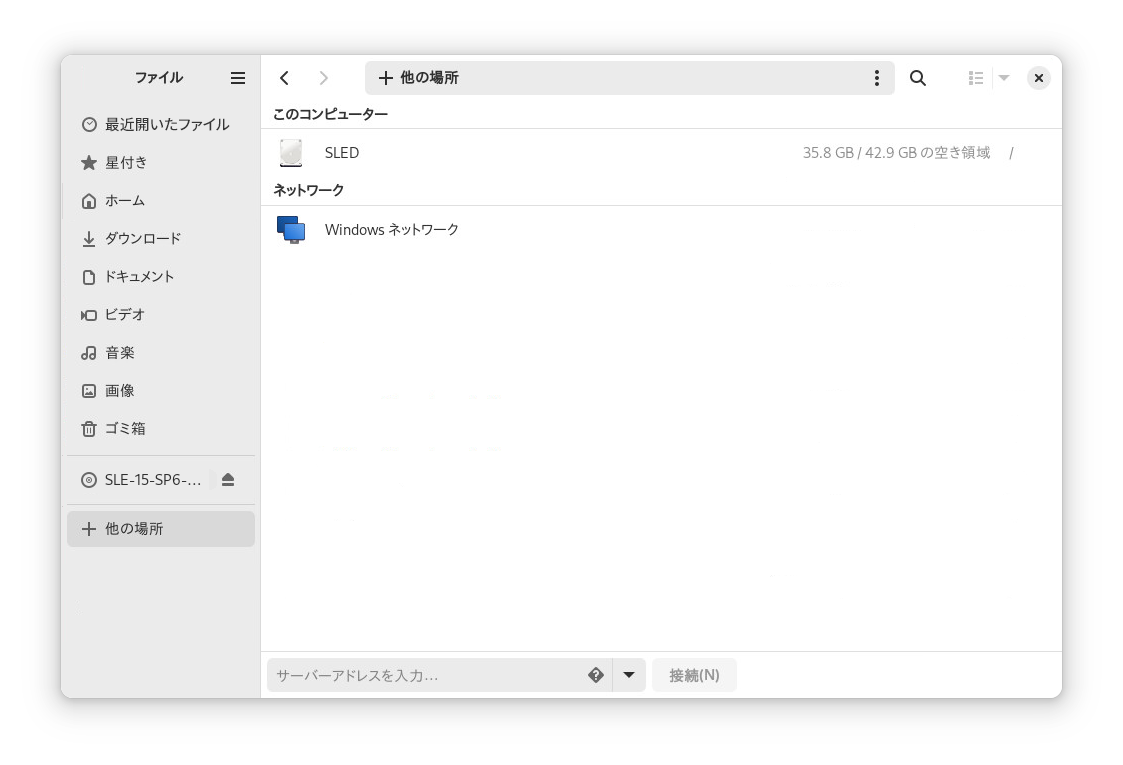 ファイル
他の場所
最近開いたファイル
星付き
ホーム
ダウンロード
ドキュメント
ビデオ
音楽
画像
ゴミ箱
SLE-15-SP6-…
他の場所
このコンピューター
SLED 35.8 GB / 42.9 GB の空き領域 /
ネットワーク
Windows ネットワーク
サーバーアドレスを入力… 接続(N)